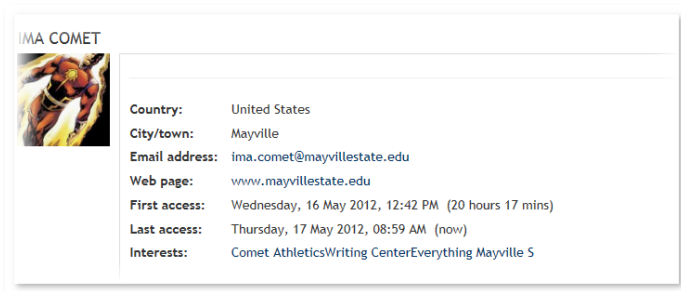 IMA COMET
Country: United States
City/town: Mayville
Email address: ima.comet@mayvillestate.edu
Web page: www.mayvillestate.edu
First access: Wednesday, 16 May 2012, 12:42 PM (20 hours 17 mins)
Last access: Thursday, 17 May 2012, 08:59 AM (now)
Interests: Comet AthleticsWriting CenterEverything Mayville S